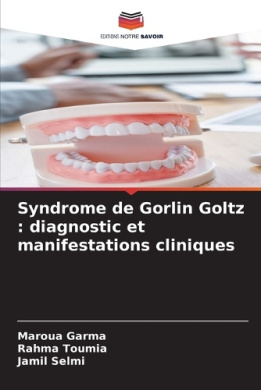 EDITIONS NOTRE SAVOIR
Syndrome de Gorlin Goltz
: diagnostic et
manifestations cliniques
Maroua Garma
Rahma Toumia
Jamil Selmi